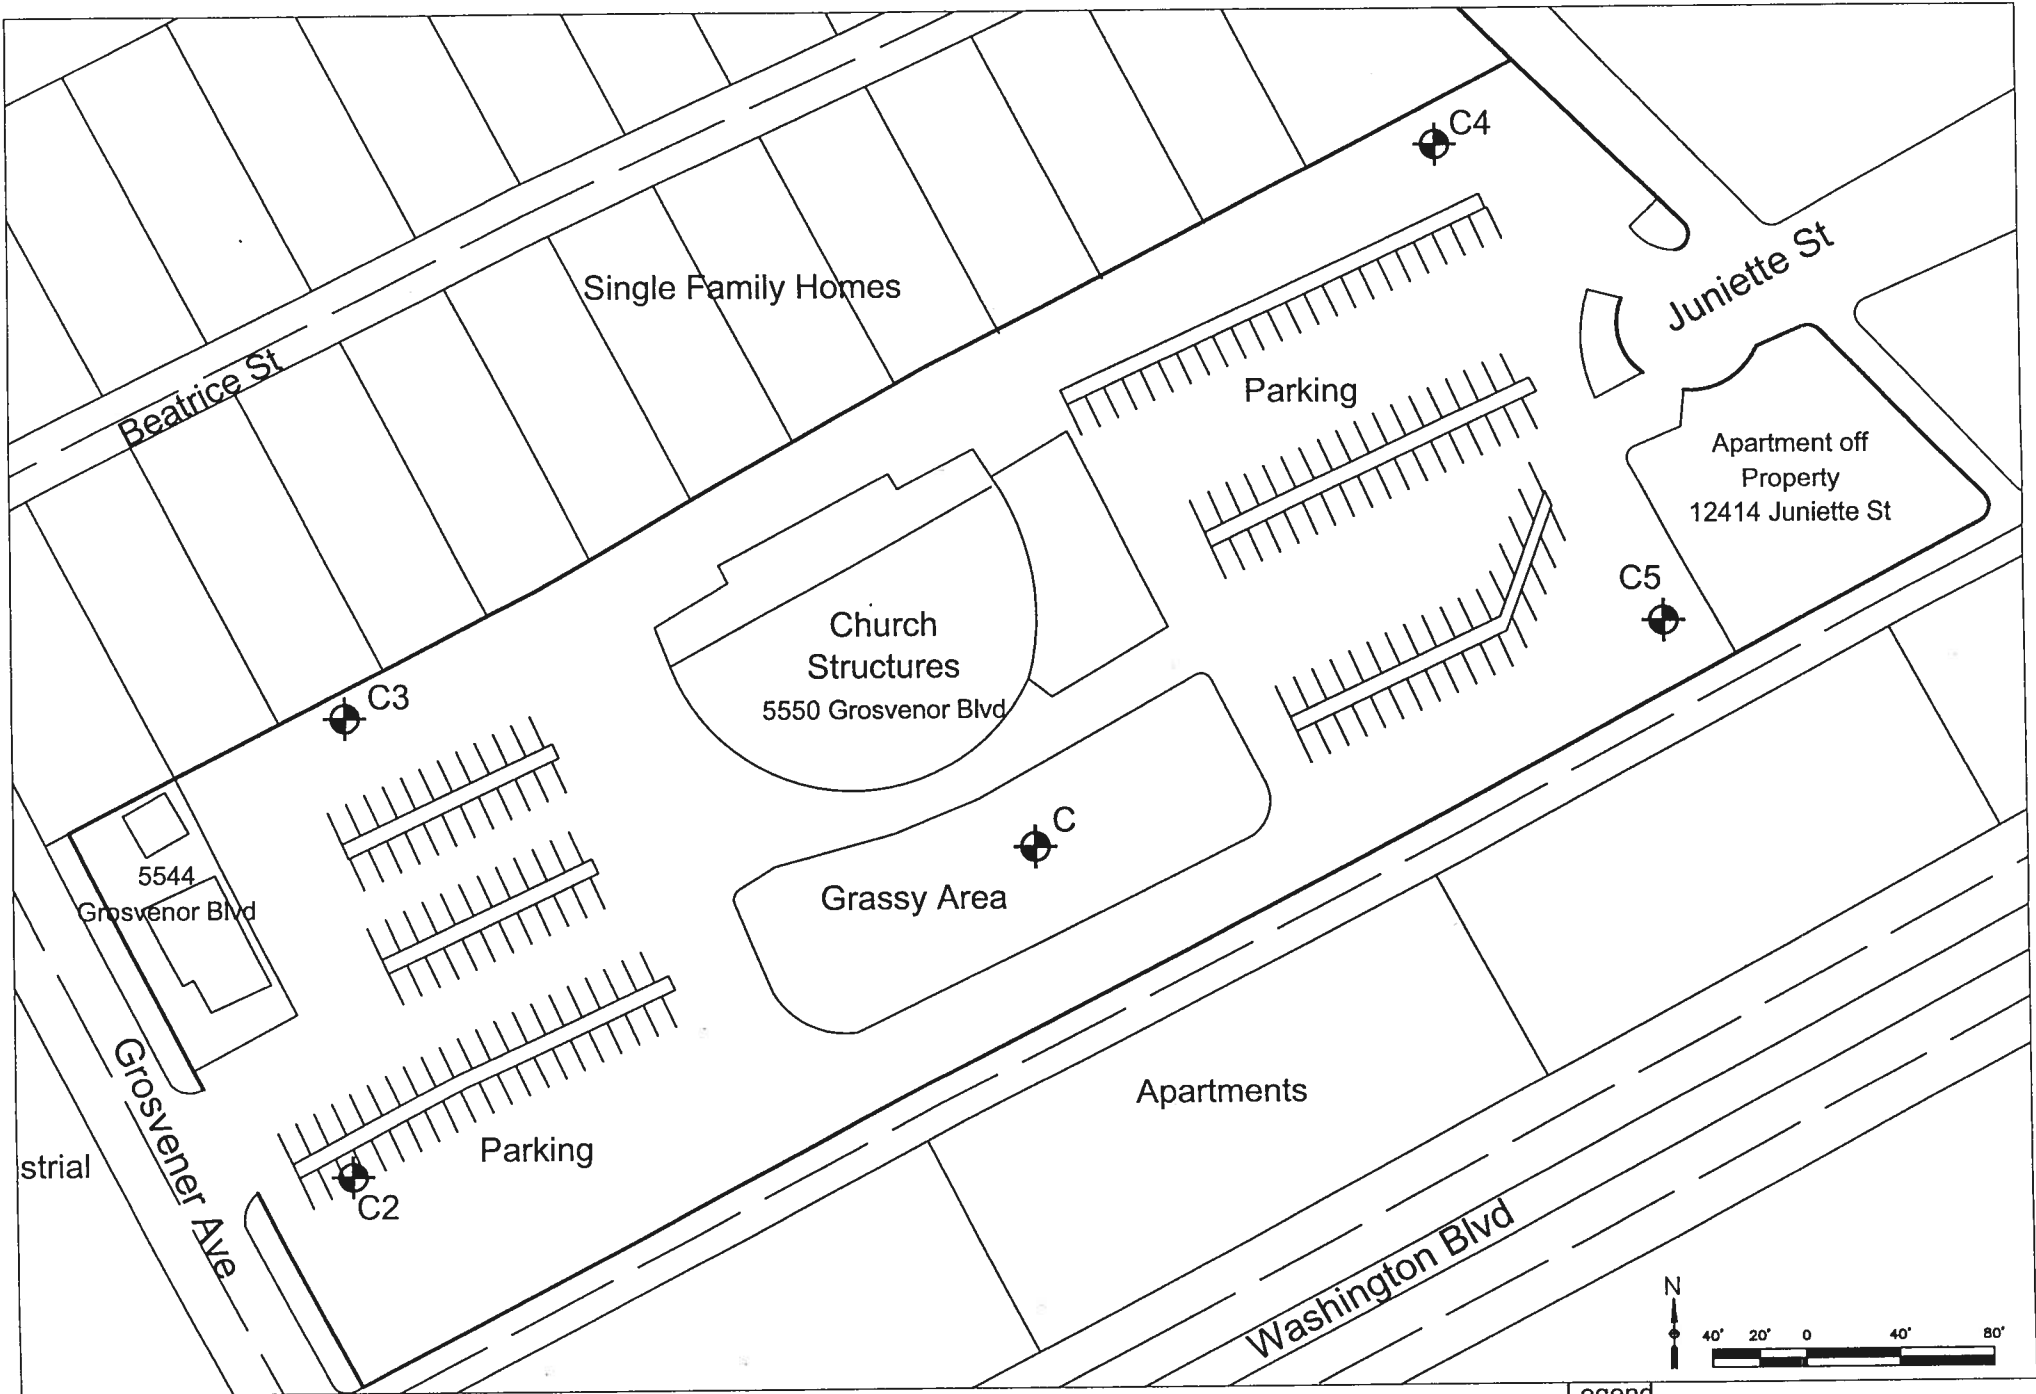 C4
Juniette St
Single Family Homes
Beatrice St
Parking
Apartment off
Property
12414 Juniette St
C5
Church
Structures
5550 Grosvenor Blvd
C3
C
Grassy Area
5544
Grosvenor Blvd
Grosvener Ave
strial
Parking
C2
Apartments
Washington Blvd
N
40' 20' 0 40' 80'
Legend